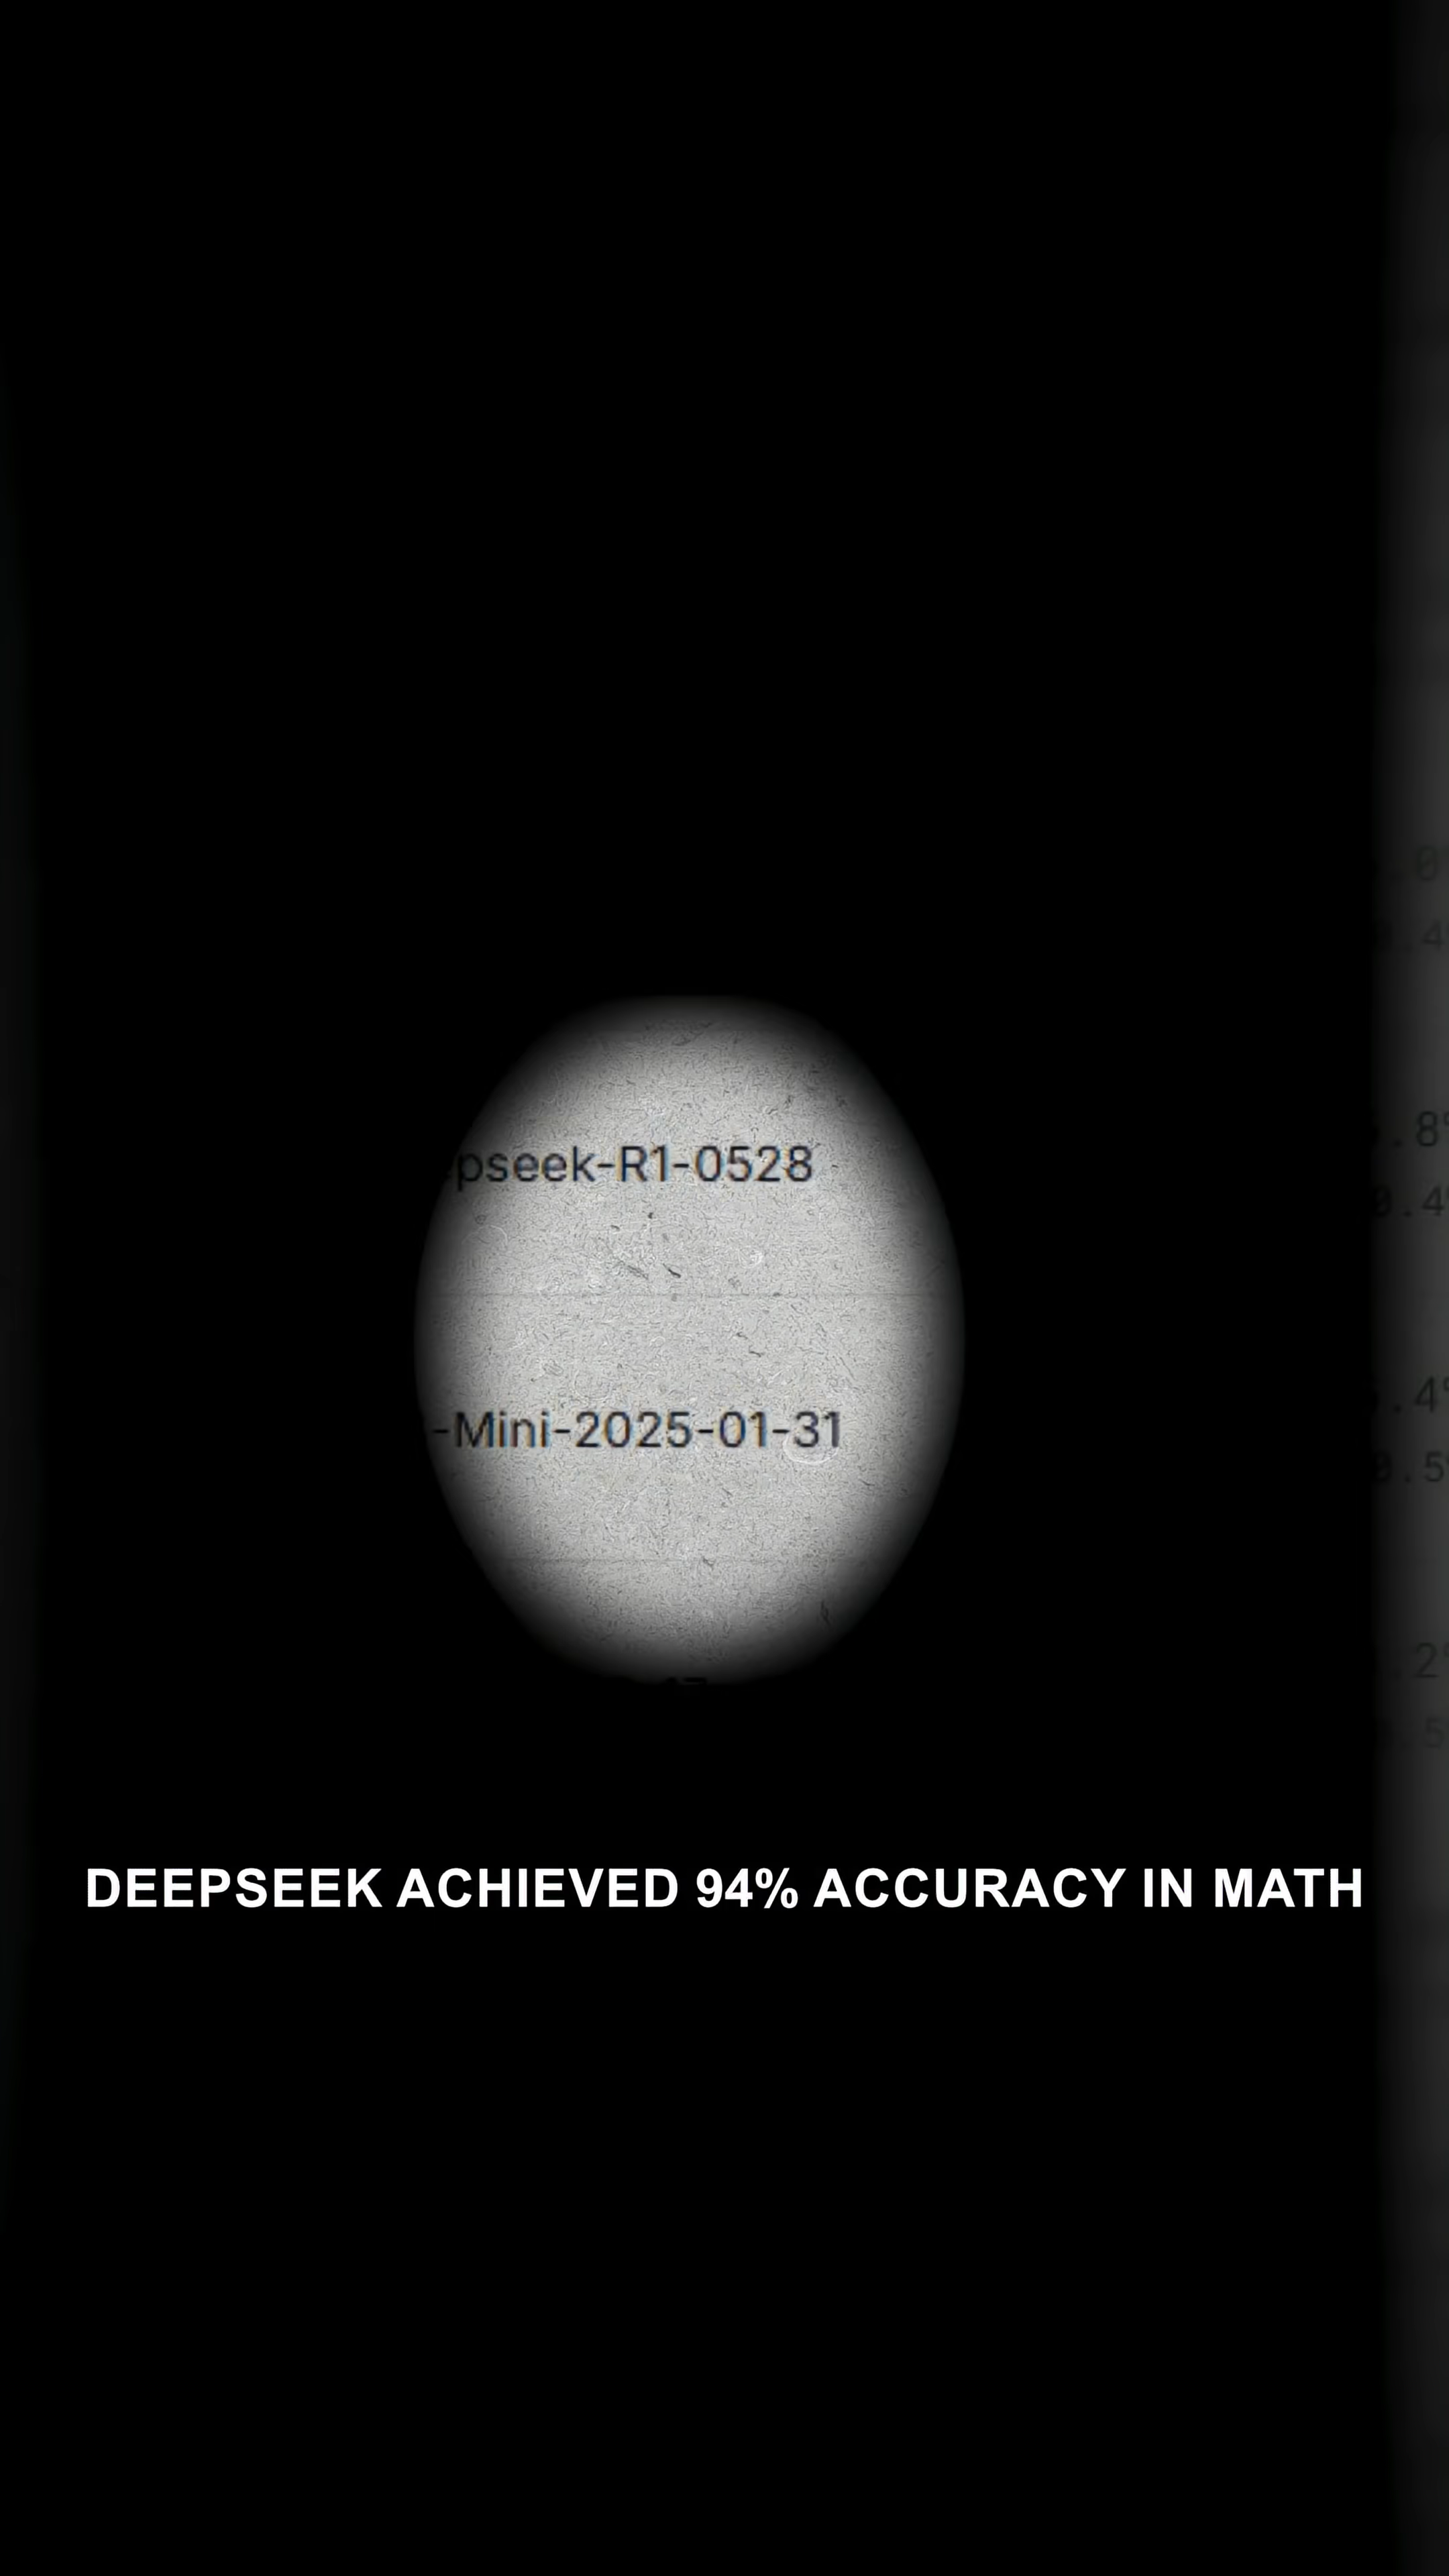 pseek-R1-0528
-Mini-2025-01-31
DEEPSEEK ACHIEVED 94% ACCURACY IN MATH